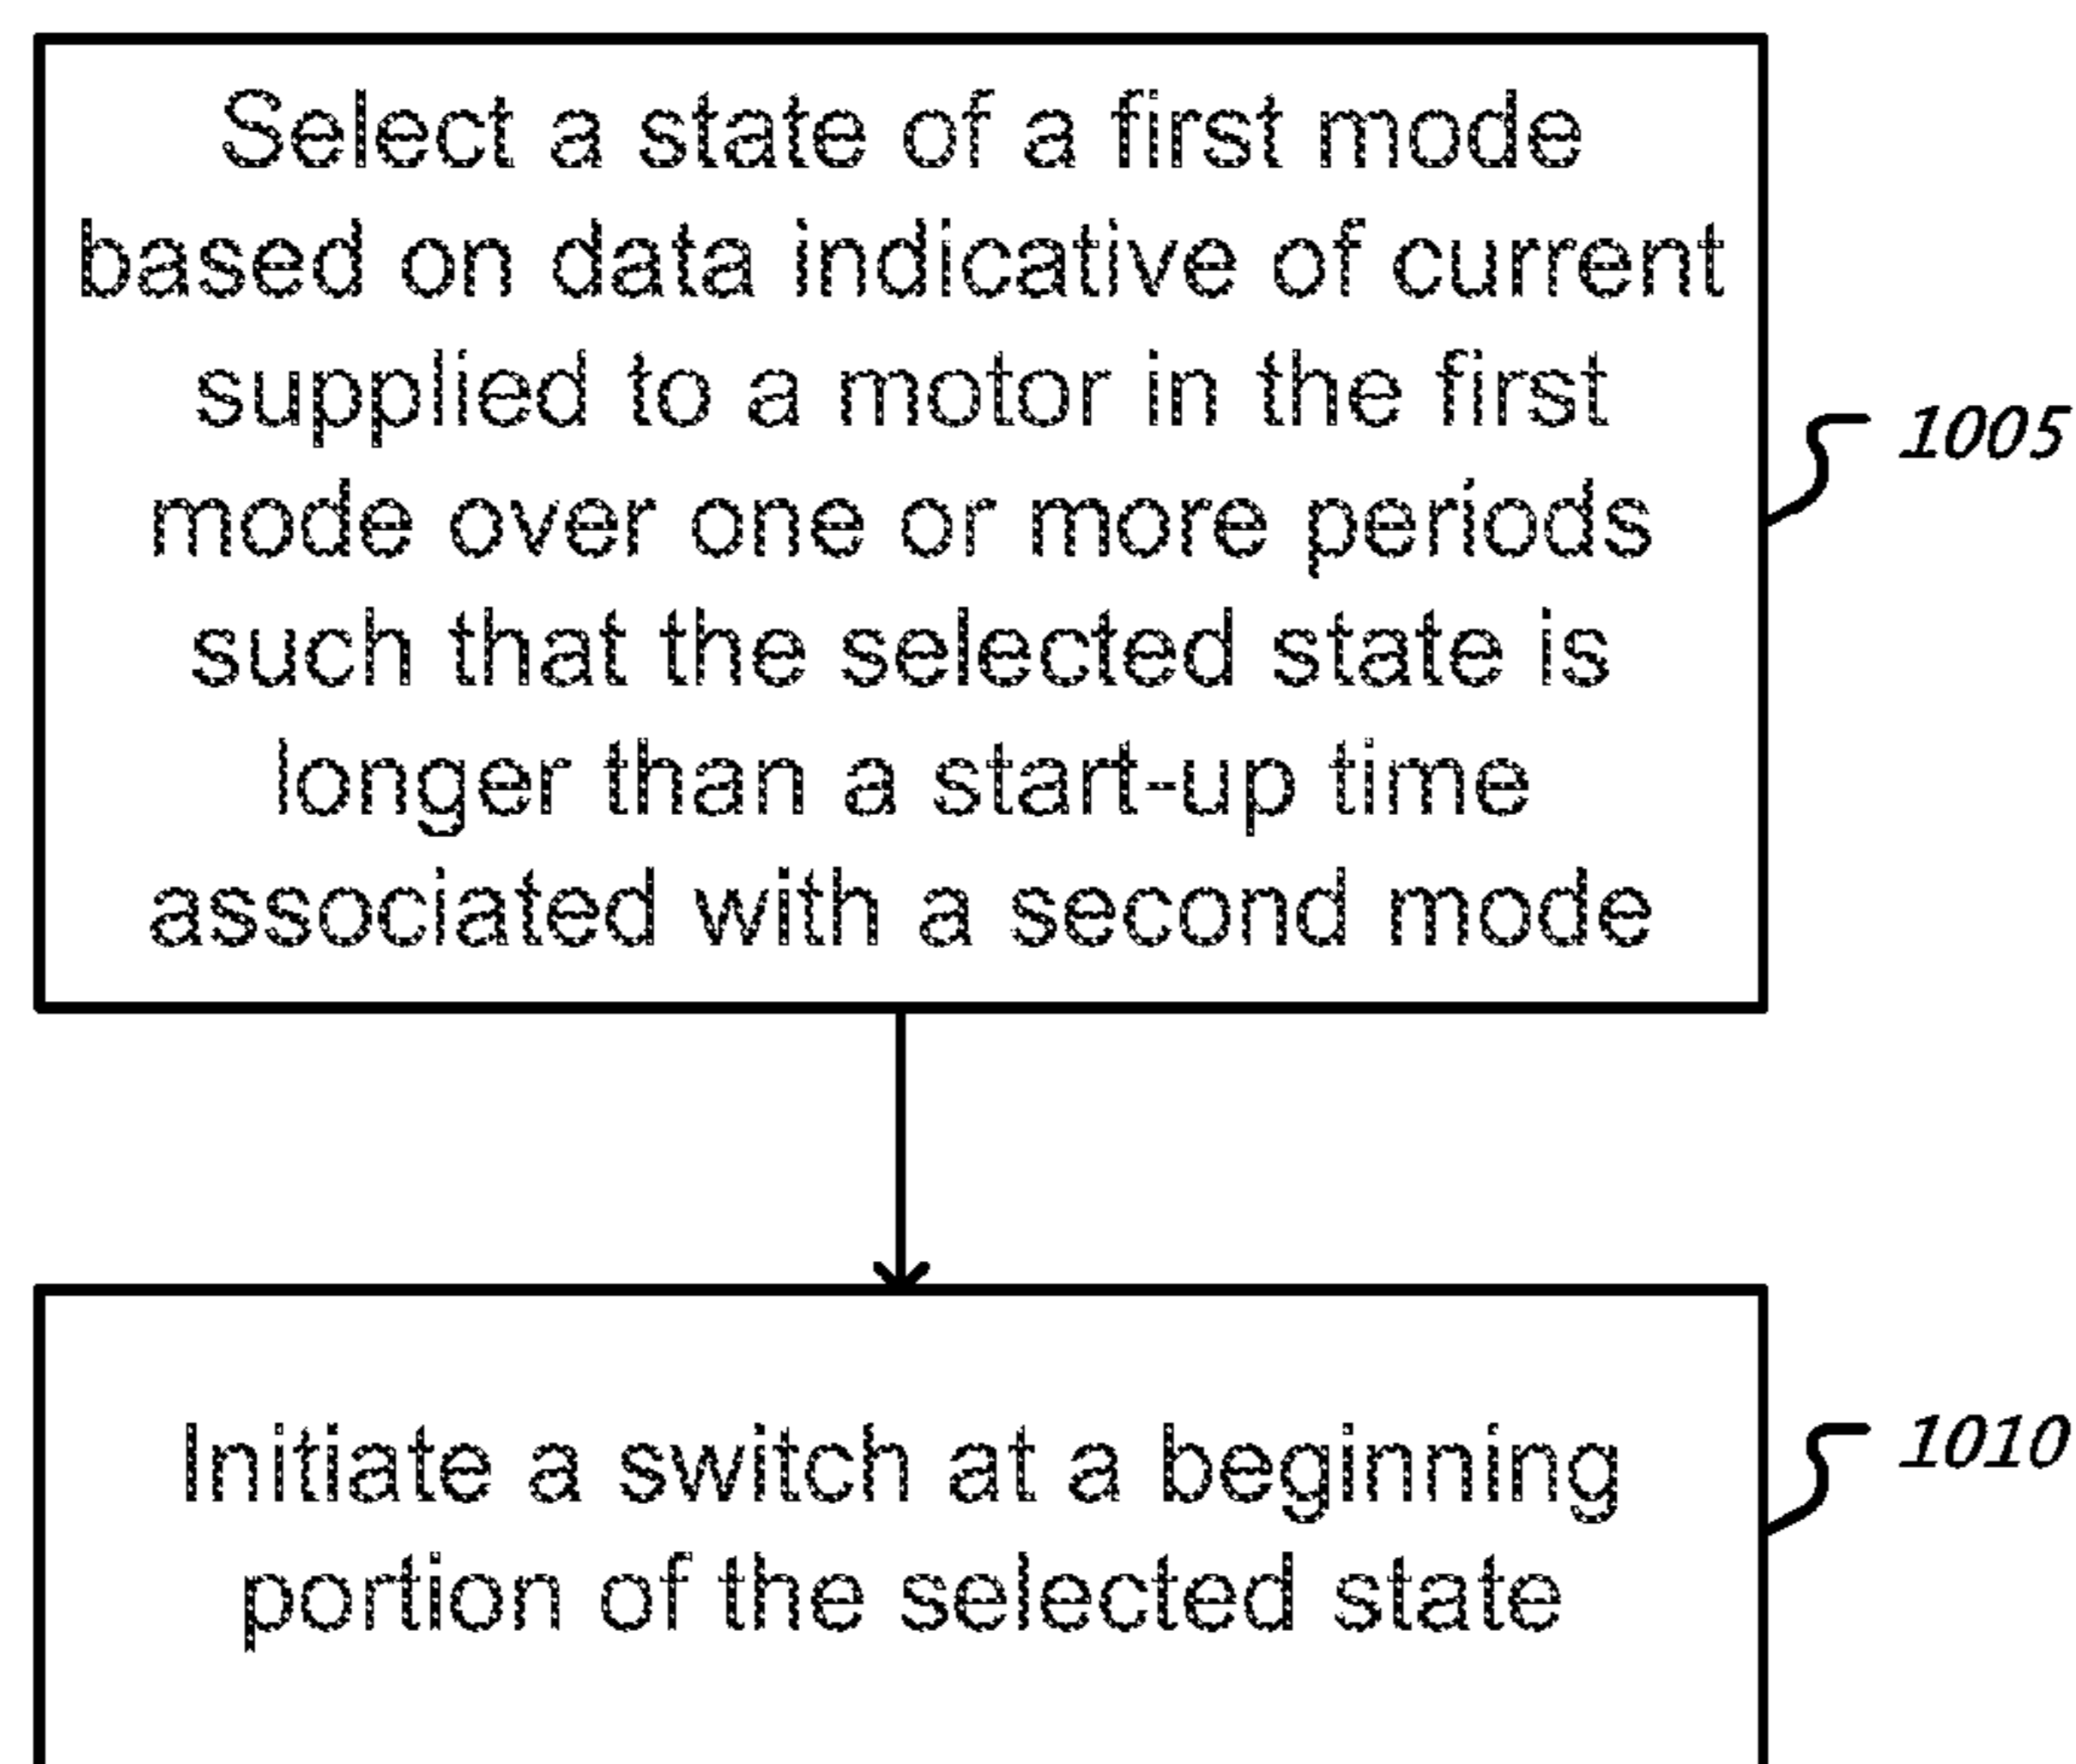 Select a state of a first mode
based on data indicative of current
supplied to a motor in the first
mode over one or more periods
such that the selected state is
longer than a start-up time
associated with a second mode
1005
Initiate a switch at a beginning
portion of the selected state
1010